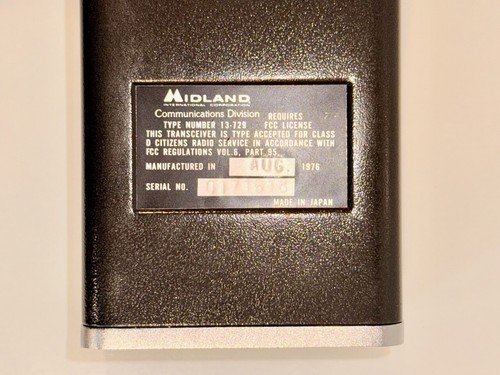 MIDLAND
INTERNATIONAL CORPORATION
Communications Division REQUIRES
TYPE NUMBER 13-729 FCC LICENSE
THIS TRANSCEIVER IS TYPE ACCEPTED FOR CLASS
D CITIZENS RADIO SERVICE IN ACCORDANCE WITH
FCC REGULATIONS VOL.6, PART 95.
MANUFACTURED IN AUG. 1976
SERIAL NO.
MADE IN JAPAN